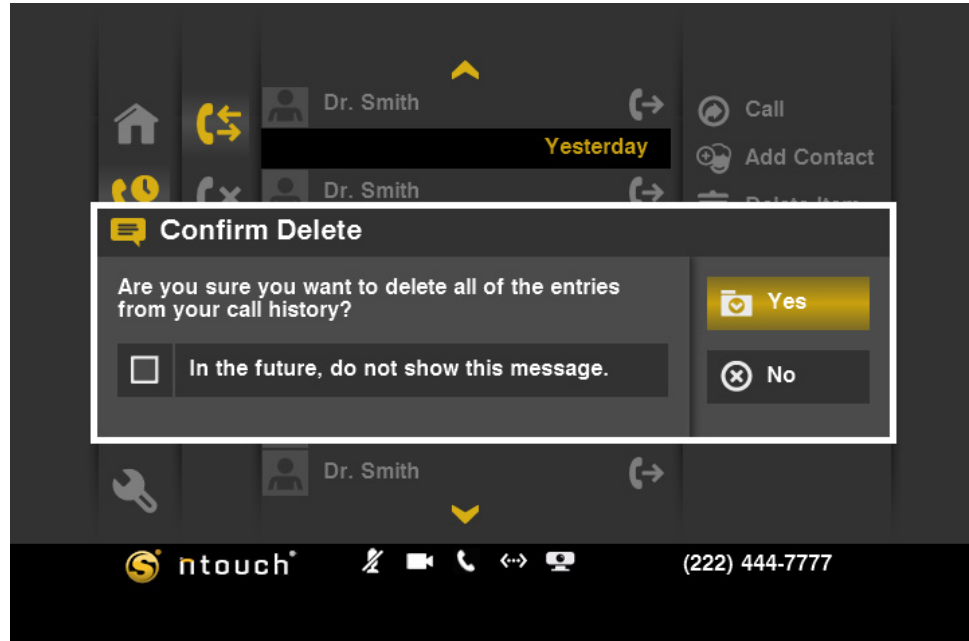 Dr. Smith
Yesterday
Dr. Smith
Call
Add Contact
Delete Item
Confirm Delete
Are you sure you want to delete all of the entries
from your call history?
In the future, do not show this message.
Yes
No
Dr. Smith
ntouch
(222) 444-7777